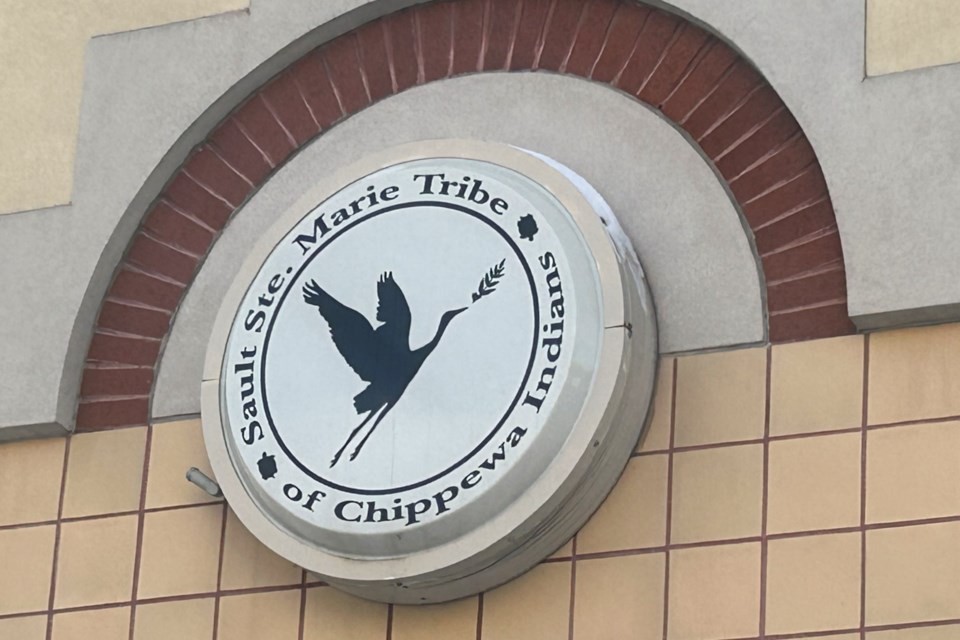 Sault Ste. Marie Tribe
of Chippewa Indians